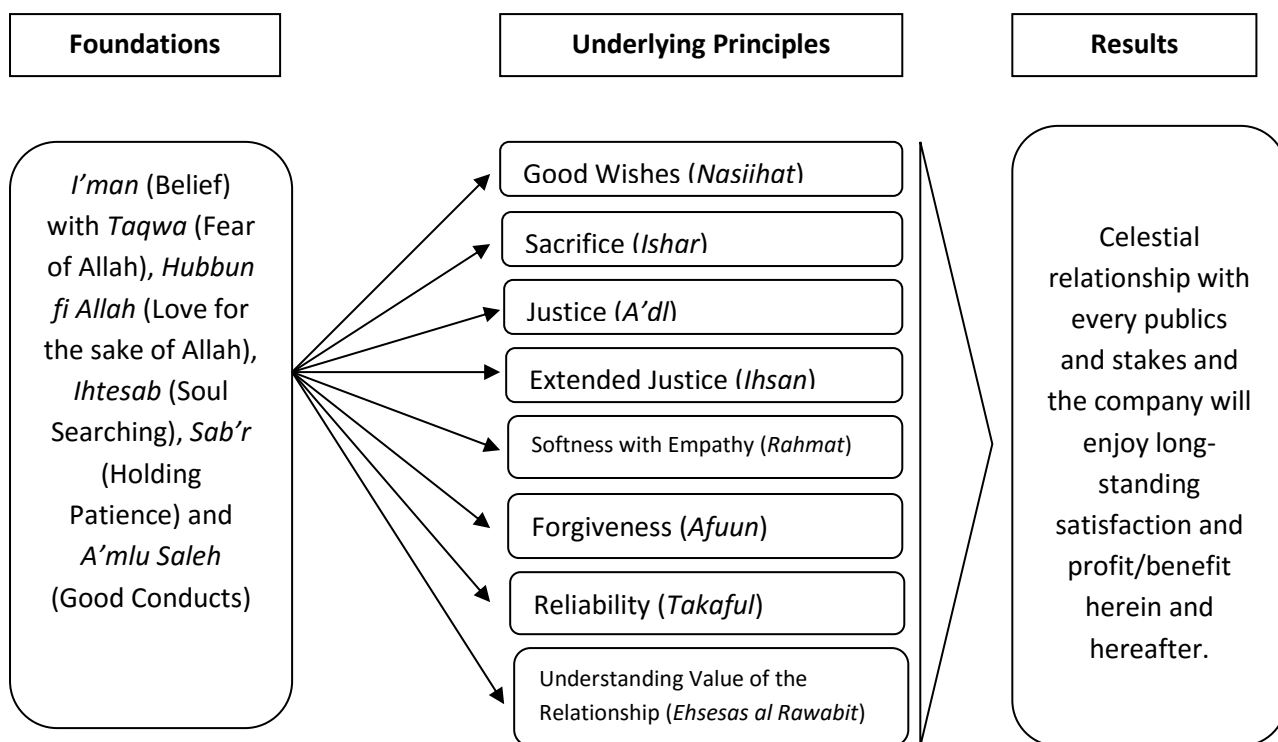 Foundations
Underlying Principles
Results
I'man (Belief)
with Taqwa (Fear
of Allah), Hubbun
fi Allah (Love for
the sake of Allah),
Ihtesab (Soul
Searching), Sab'r
(Holding
Patience) and
A'mlu Saleh
(Good Conducts)
Good Wishes (Nasiihat)
Sacrifice (Ishar)
Justice (A'dl)
Extended Justice (Ihsan)
Softness with Empathy (Rahmat)
Forgiveness (Afuun)
Reliability (Takaful)
Understanding Value of the
Relationship (Ehsesas al Rawabit)
Celestial
relationship with
every publics
and stakes and
the company will
enjoy long-
standing
satisfaction and
profit/benefit
herein and
hereafter.